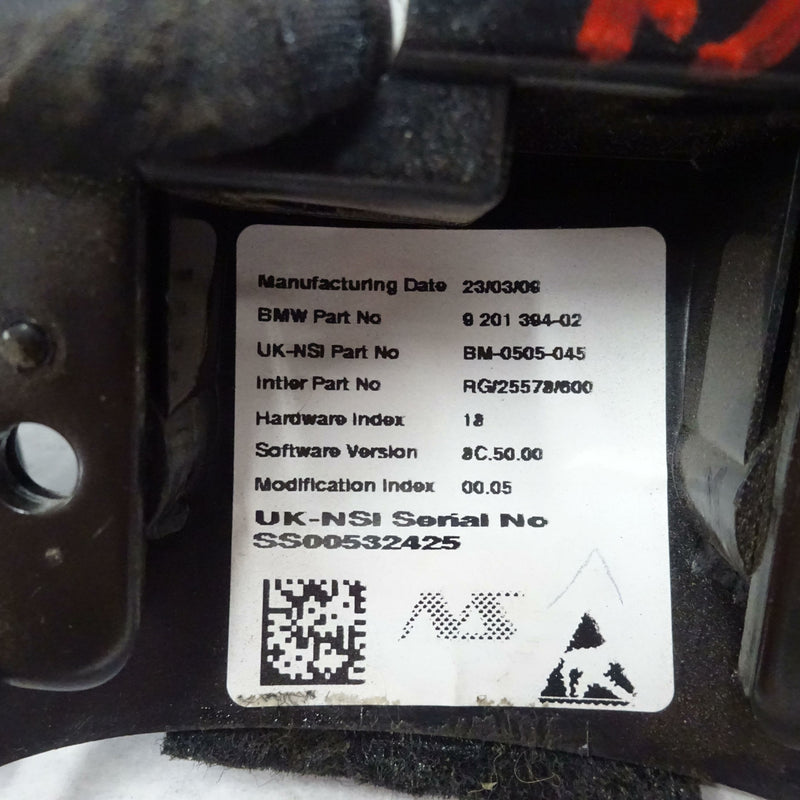 Manufacturing Date 23/03/09
BMW Part No 9 201 394-02
UK-NSI Part No BM-0505-045
Intier Part No RG/25578/600
Hardware Index 13
Software Version 8C.50.00
Modification Index 00.05
UK-NSI Serial No
SS00532425